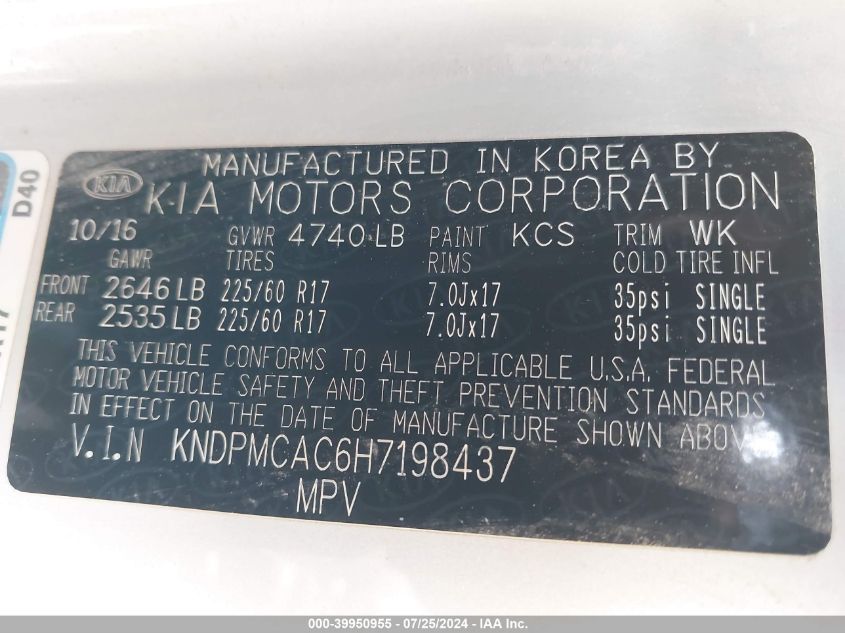 MANUFACTURED IN KOREA BY
KIA KIA MOTORS CORPORATION
10/16 GVWR 4740 LB PAINT KCS TRIM WK
GAWR TIRES RIMS COLD TIRE INFL
FRONT 2646 LB 225/60 R17 7.0Jx17 35psi SINGLE
REAR 2535 LB 225/60 R17 7.0Jx17 35psi SINGLE
THIS VEHICLE CONFORMS TO ALL APPLICABLE U.S.A. FEDERAL
MOTOR VEHICLE SAFETY AND THEFT PREVENTION STANDARDS
IN EFFECT ON THE DATE OF MANUFACTURE SHOWN ABOVE.
V.I.N KNDPMCAC6H7198437
MPV
D40
000-39950955 - 07/25/2024 - IAA Inc.